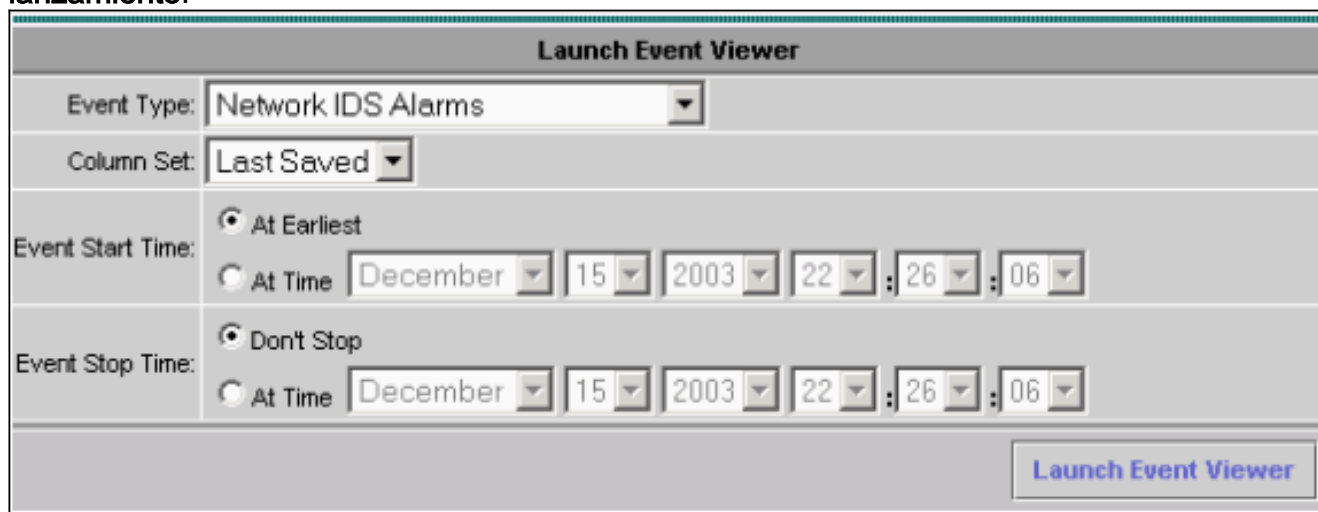 lanzamiento.
Launch Event Viewer
Event Type: Network IDS Alarms
Column Set: Last Saved
Event Start Time:
At Earliest
At Time December 15 2003 22 : 26 : 06
Event Stop Time:
Don't Stop
At Time December 15 2003 22 : 26 : 06
Launch Event Viewer